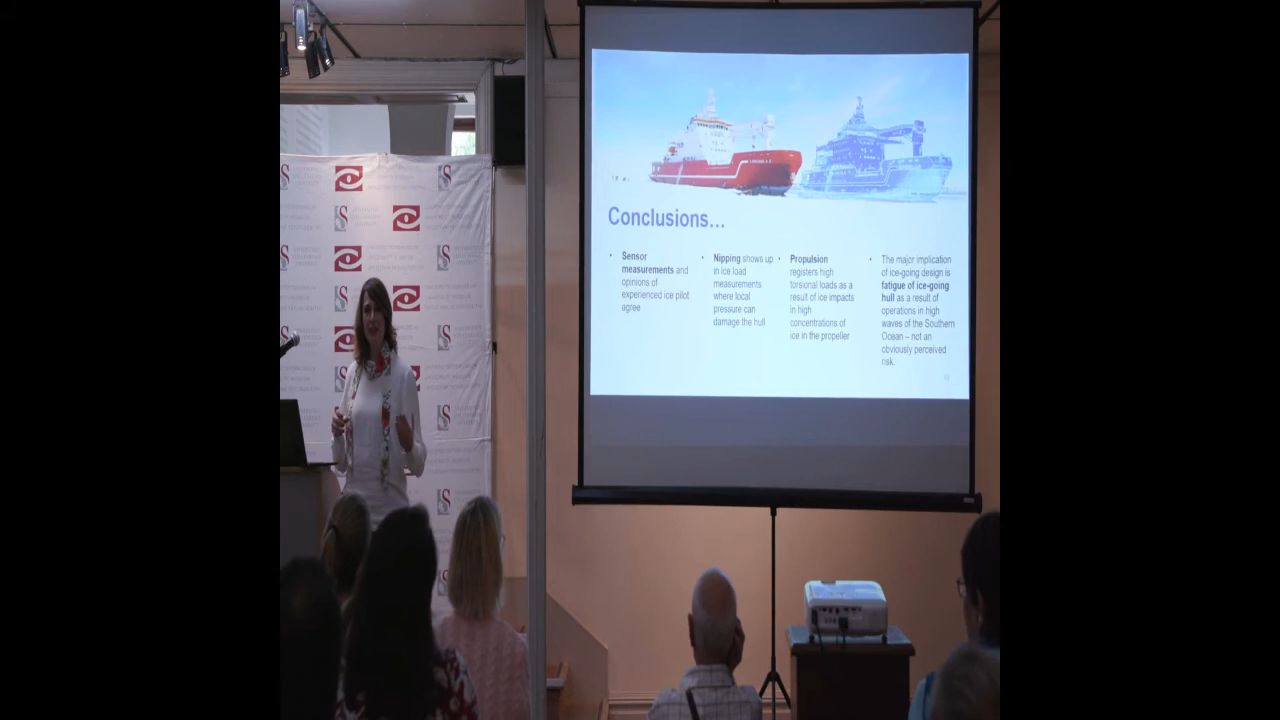 Conclusions…
• Sensor
measurements and
opinions of
experienced ice pilot
agree
• Nipping shows up
in ice load
measurements
where local
pressure can
damage the hull
• Propulsion
registers high
torsional loads as a
result of ice impacts
in high
concentrations of
ice in the propeller
• The major implication
of ice-going design is
fatigue of ice-going
hull as a result of
operations in high
waves of the Southern
Ocean – not an
obviously perceived
risk.